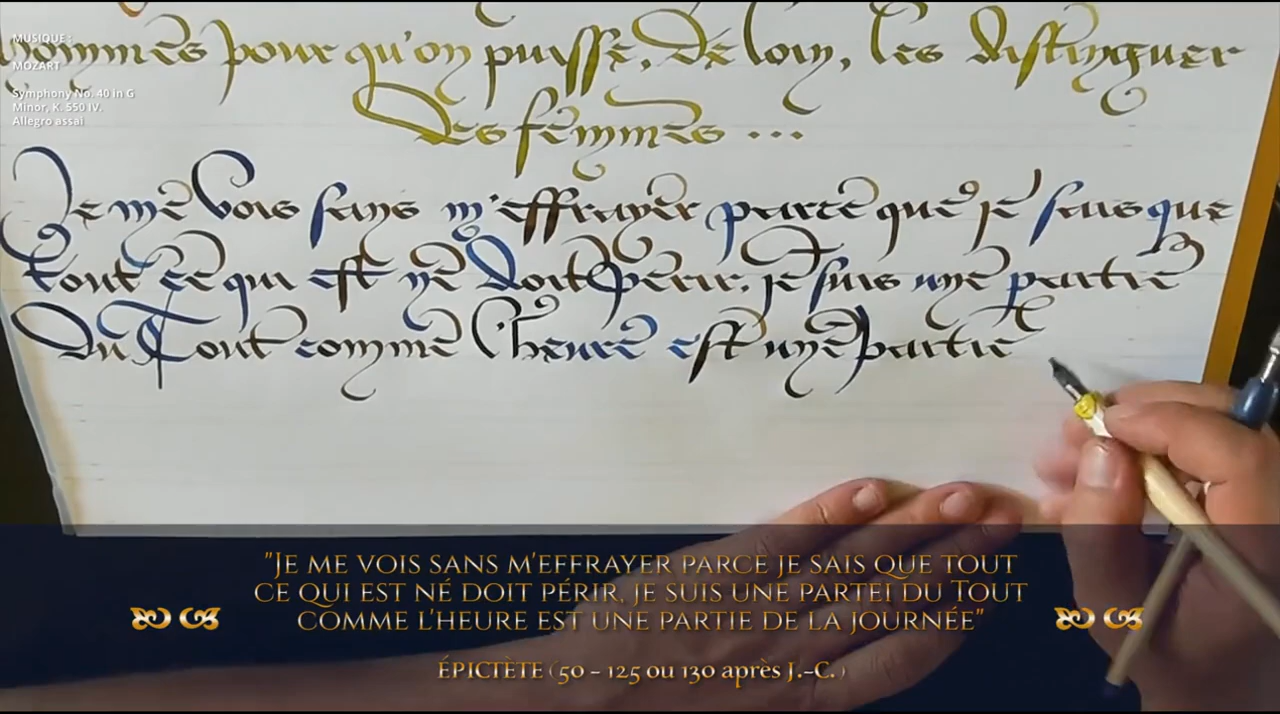 MUSIQUE :
MOZART
Symphony No. 40 in G
Minor, K. 550 IV.
Allegro assai
hommes pour qu'on puisse, de loin, les distinguer
des femmes ...
Je me vois sans m'effrayer parce que je sais que
tout ce qui est né doit périr, je suis une partie
du Tout comme l'heure est une partie
"JE ME VOIS SANS M'EFFRAYER PARCE JE SAIS QUE TOUT
CE QUI EST NÉ DOIT PÉRIR, JE SUIS UNE PARTEI DU TOUT
COMME L'HEURE EST UNE PARTIE DE LA JOURNÉE"
ÉPICTÈTE (50 – 125 ou 130 après J.-C.)